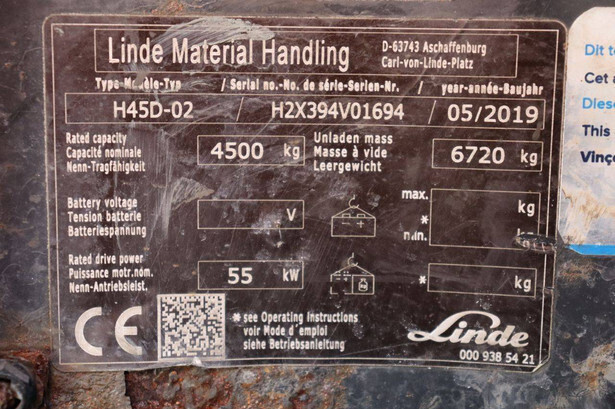 Linde Material Handling
D-63743 Aschaffenburg
Carl-von-Linde-Platz
Type-Modèle-Typ / Serial no.-No. de série-Serien-Nr. / year-année-Baujahr
H45D-02 / H2X394V01694 / 05/2019
Rated capacity
Capacité nominale
Nenn-Tragfähigkeit
4500 kg
Unladen mass
Masse à vide
Leergewicht
6720 kg
Battery voltage
Tension batterie
Batteriespannung
V
max. kg
*
min. kg
Rated drive power
Puissance motr.nóm.
Nenn-Antriebsleist.
55 kW
* kg
CE
* see Operating Instructions
voir Mode d'emploi
siehe Betriebsanleitung
Linde
000 938 54 21
Dit
Cet
This